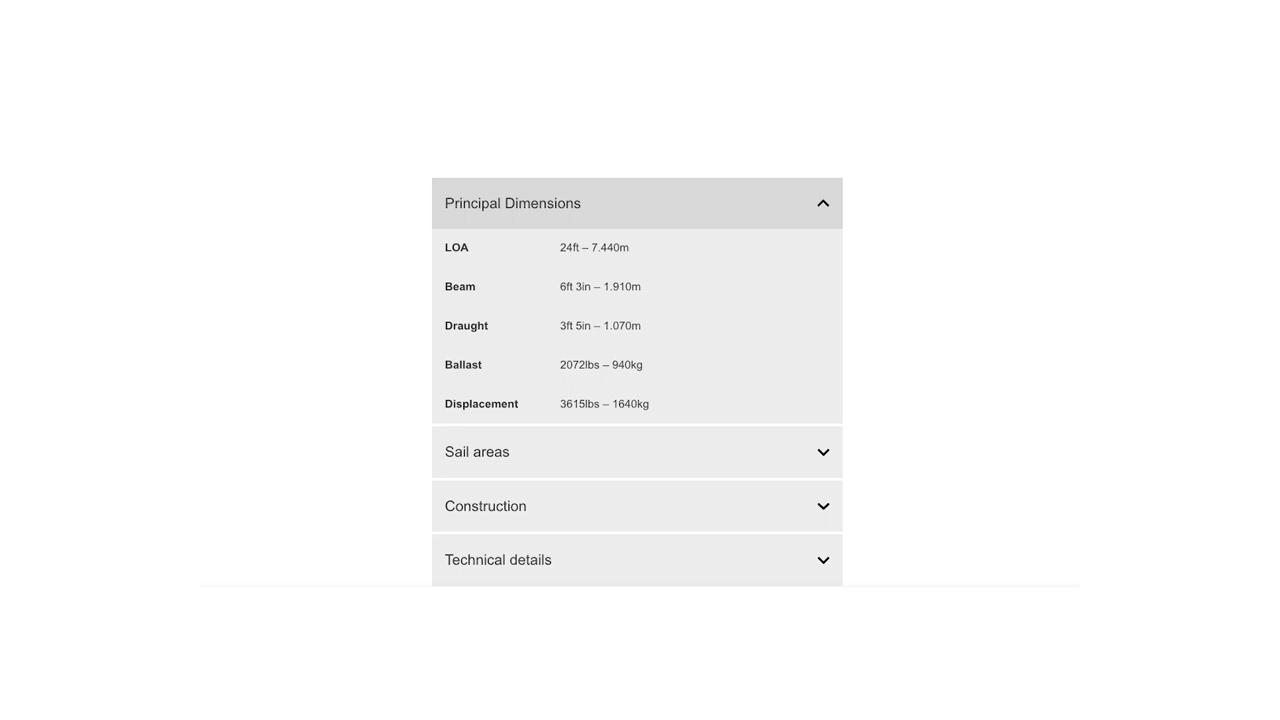 Principal Dimensions
LOA 24ft – 7.440m
Beam 6ft 3in – 1.910m
Draught 3ft 5in – 1.070m
Ballast 2072lbs – 940kg
Displacement 3615lbs – 1640kg
Sail areas
Construction
Technical details